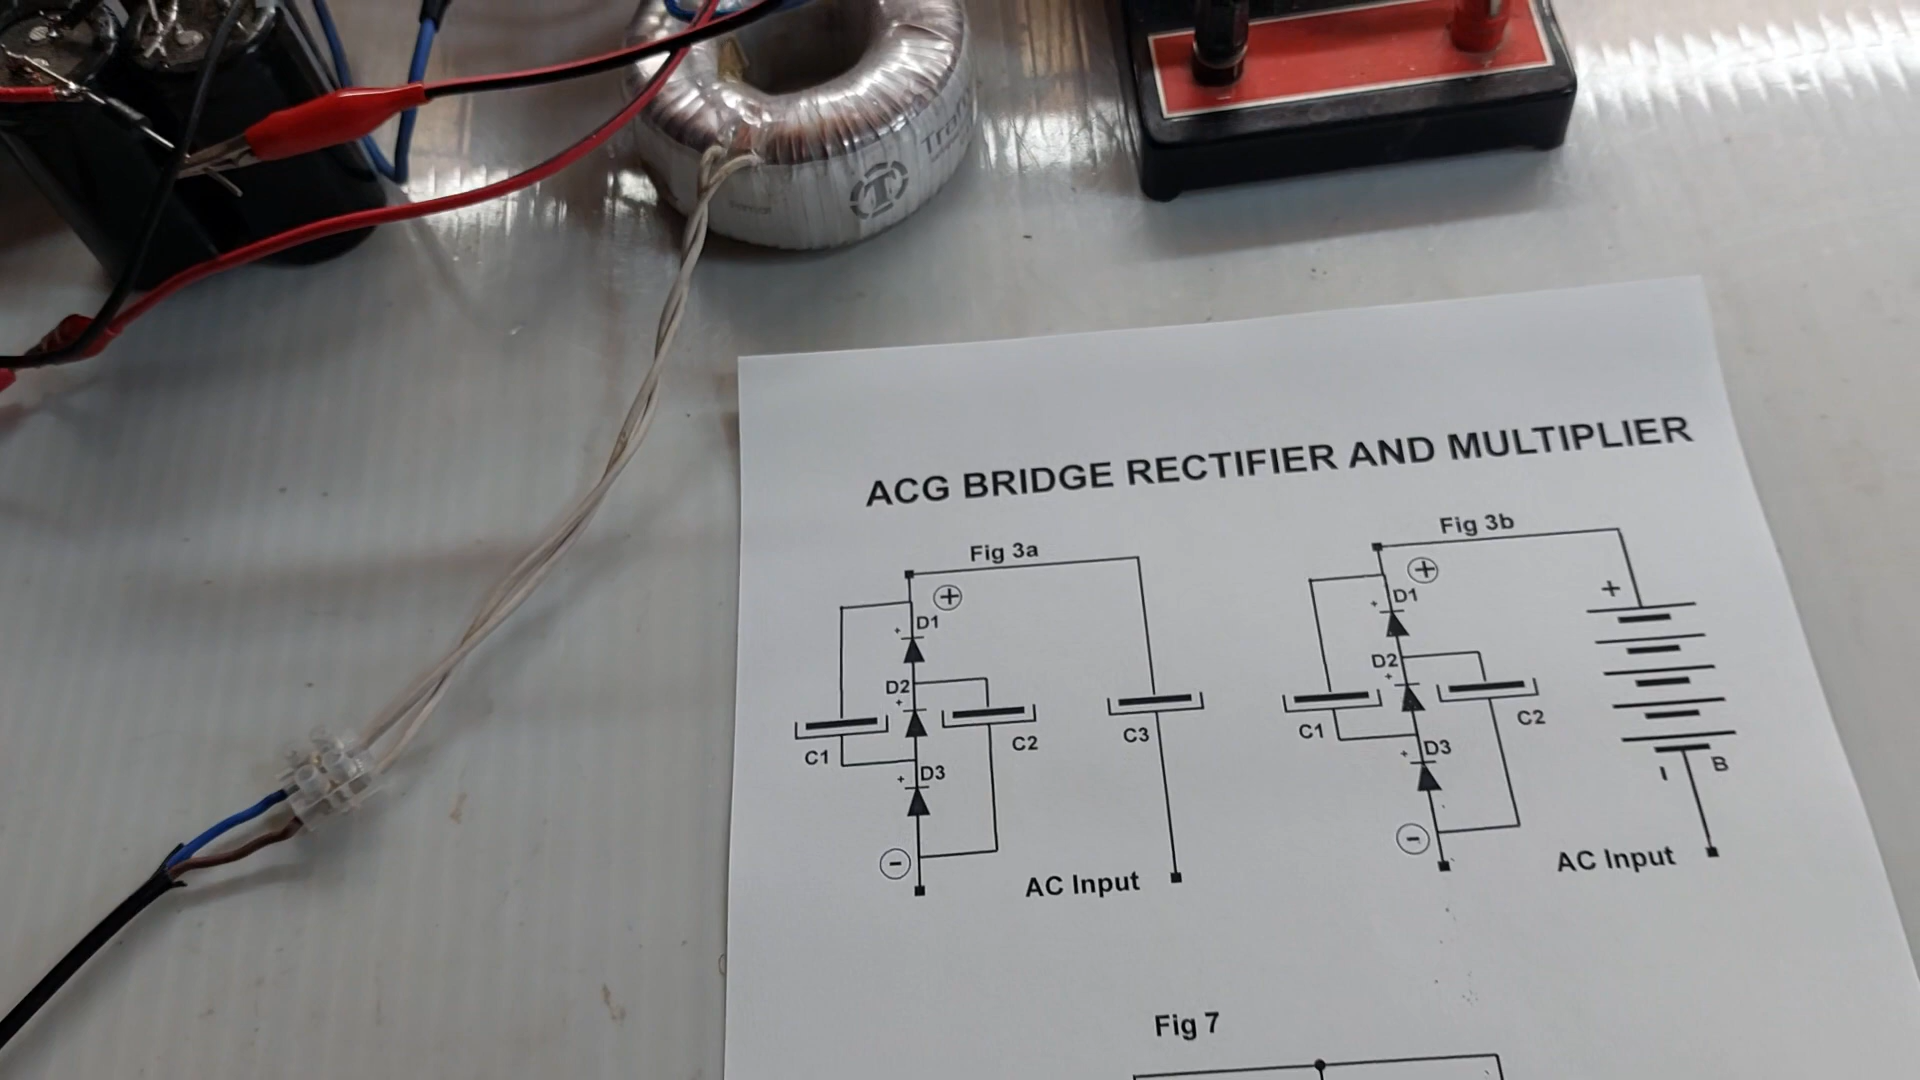 ACG BRIDGE RECTIFIER AND MULTIPLIER
Fig 3a
+
D1
+
D2
+
C1
C2
C3
+
D3
-
AC Input
Fig 3b
+
D1
+
+
D2
+
C1
C2
+
D3
B
-
AC Input
Fig 7